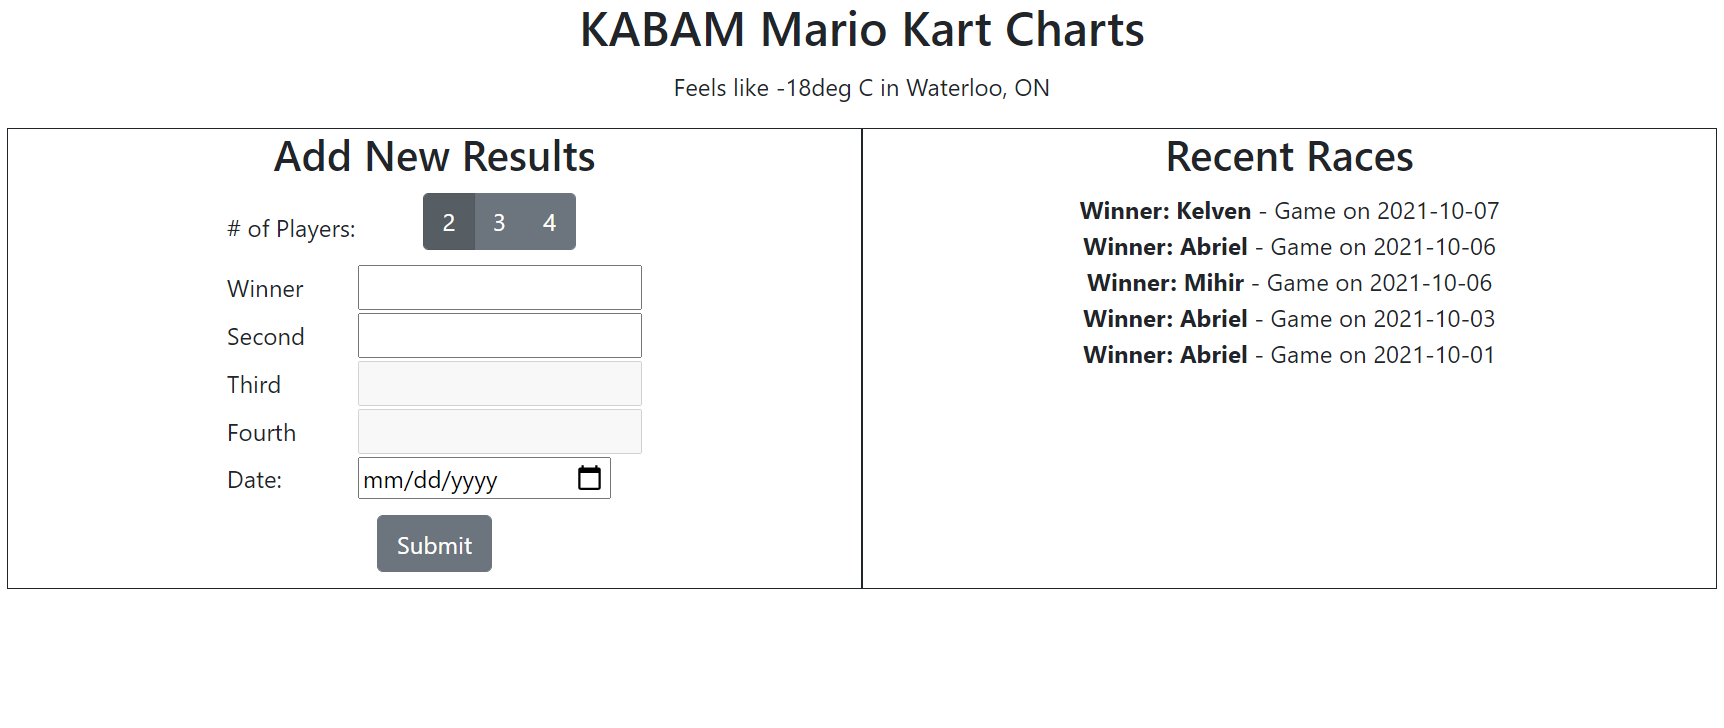 KABAM Mario Kart Charts
Feels like -18deg C in Waterloo, ON
Add New Results
# of Players: 2 3 4
Winner
Second
Third
Fourth
Date: mm/dd/yyyy
Submit
Recent Races
Winner: Kelven - Game on 2021-10-07
Winner: Abriel - Game on 2021-10-06
Winner: Mihir - Game on 2021-10-06
Winner: Abriel - Game on 2021-10-03
Winner: Abriel - Game on 2021-10-01